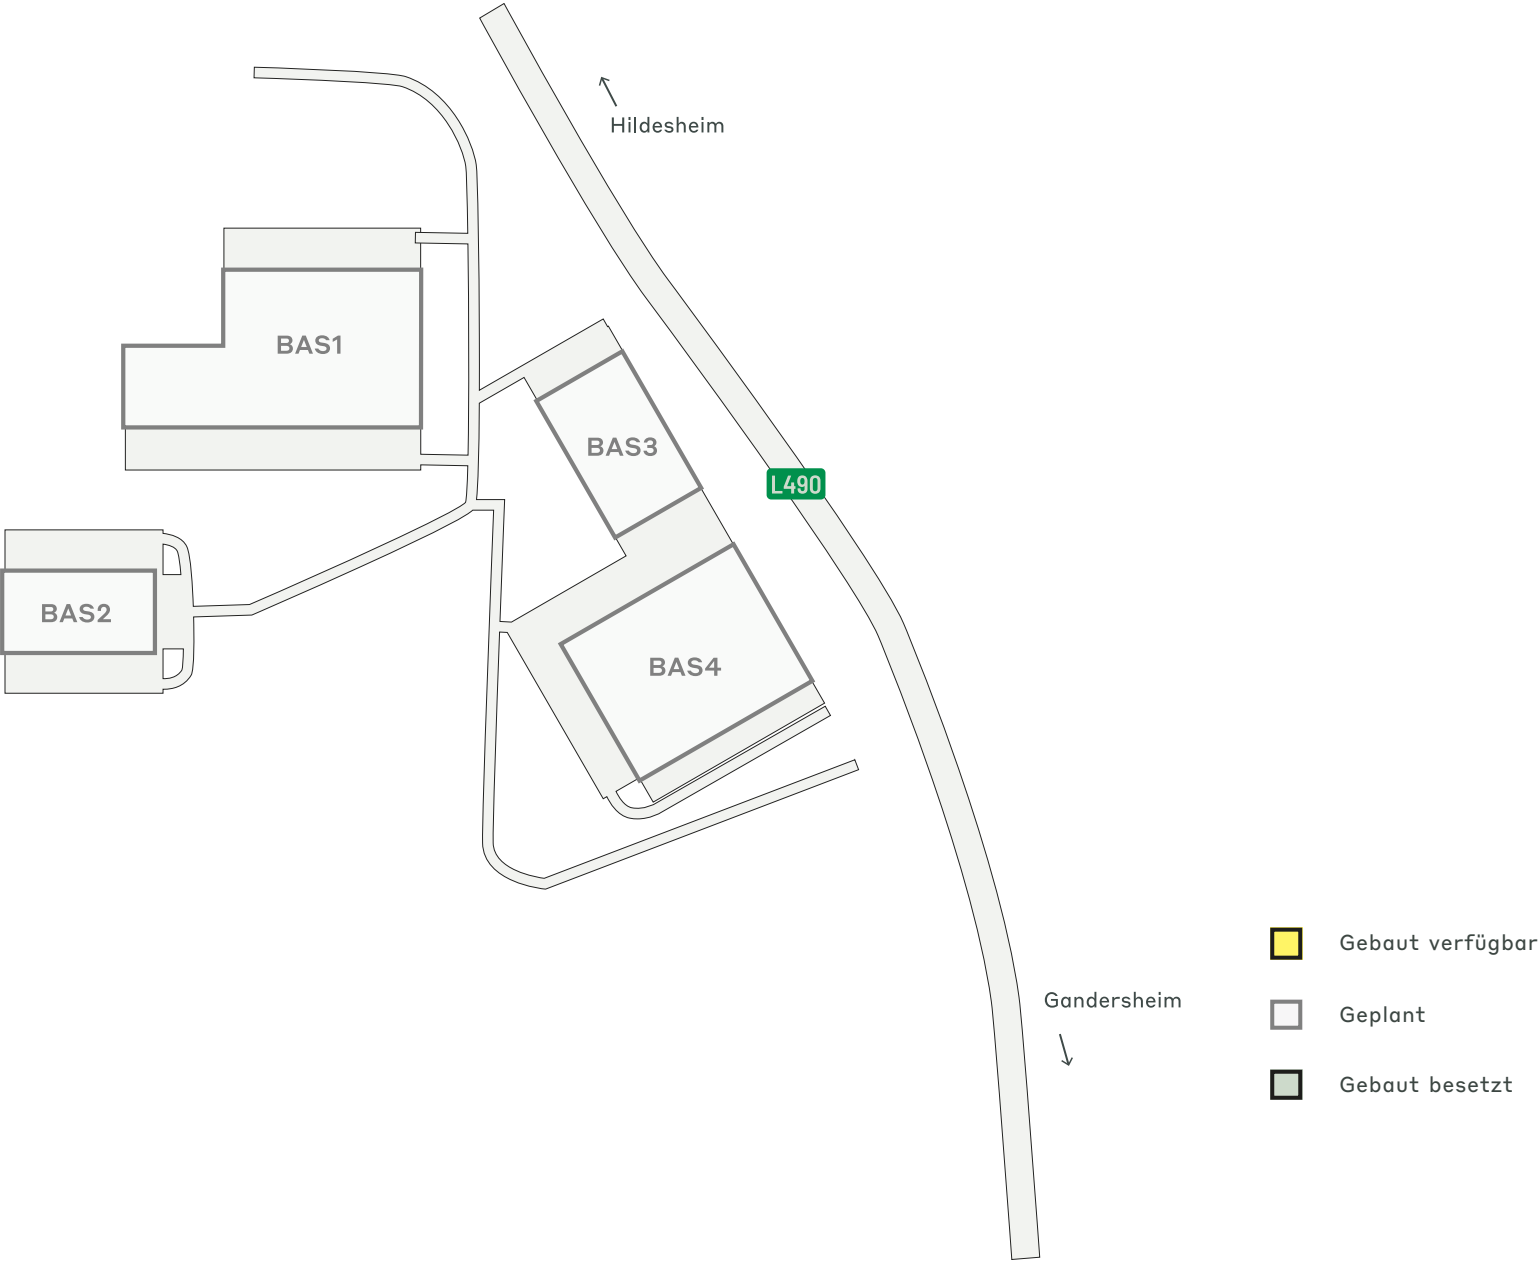 Hildesheim
BAS1
BAS3
L490
BAS2
BAS4
Gebaut verfügbar
Gandersheim
Geplant
Gebaut besetzt